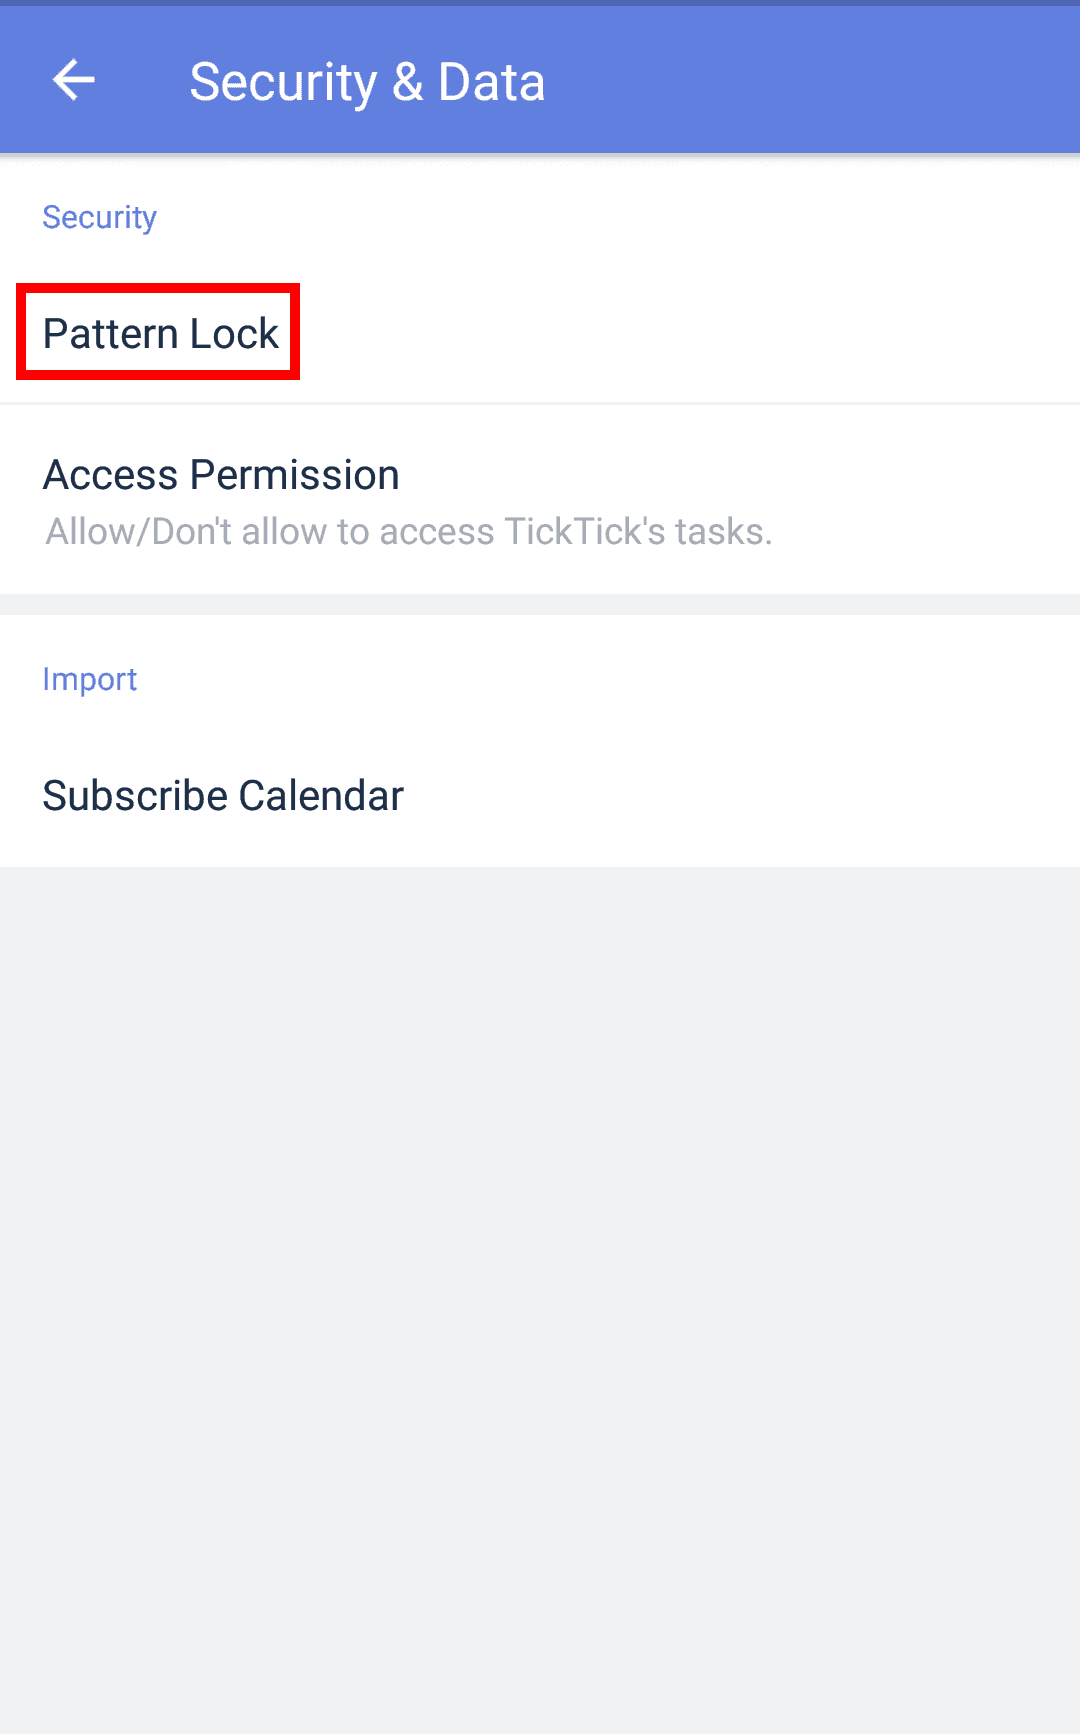 Security & Data
Security
Pattern Lock
Access Permission
Allow/Don't allow to access TickTick's tasks.
Import
Subscribe Calendar